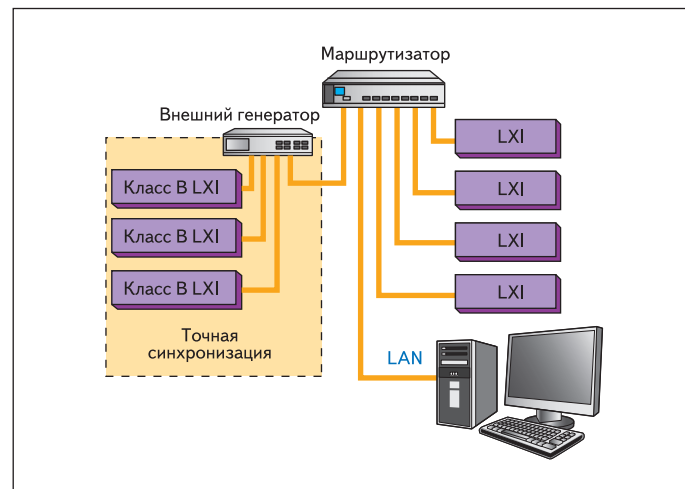 Маршрутизатор
Внешний генератор
LXI
Класс B LXI
LXI
Класс B LXI
LXI
Класс B LXI
LXI
Точная
синхронизация
LAN